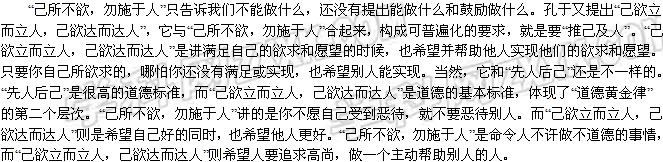 “己所不欲，勿施于人”只告诉我们不能做什么，还没有提出能做什么和鼓励做什么。孔子又提出“己欲立
而立人，己欲达而达人”，它与“己所不欲，勿施于人”合起来，构成可普遍化的要求，就是要“推己及人”。“己
欲立而立人，己欲达而达人”是讲满足自己的欲求和愿望的时候，也希望并帮助他人实现他们的欲求和愿望。
只要你自己所欲求的，哪怕你还没有满足或实现，也希望别人能实现。当然，它和“先人后己”还是不一样的。
“先人后己”是很高的道德标准，而“己欲立而立人，己欲达而达人”是道德的基本标准，体现了“道德黄金律”
的第二个层次。“己所不欲，勿施于人”讲的是你不愿自己受到恶待，就不要恶待别人。而“己欲立而立人，己
欲达而达人”则是希望自己好的同时，也希望他人更好。“己所不欲，勿施于人”是命令人不许做不道德的事情，
而“己欲立而立人，己欲达而达人”则希望人要追求高尚，做一个主动帮助别人的人。